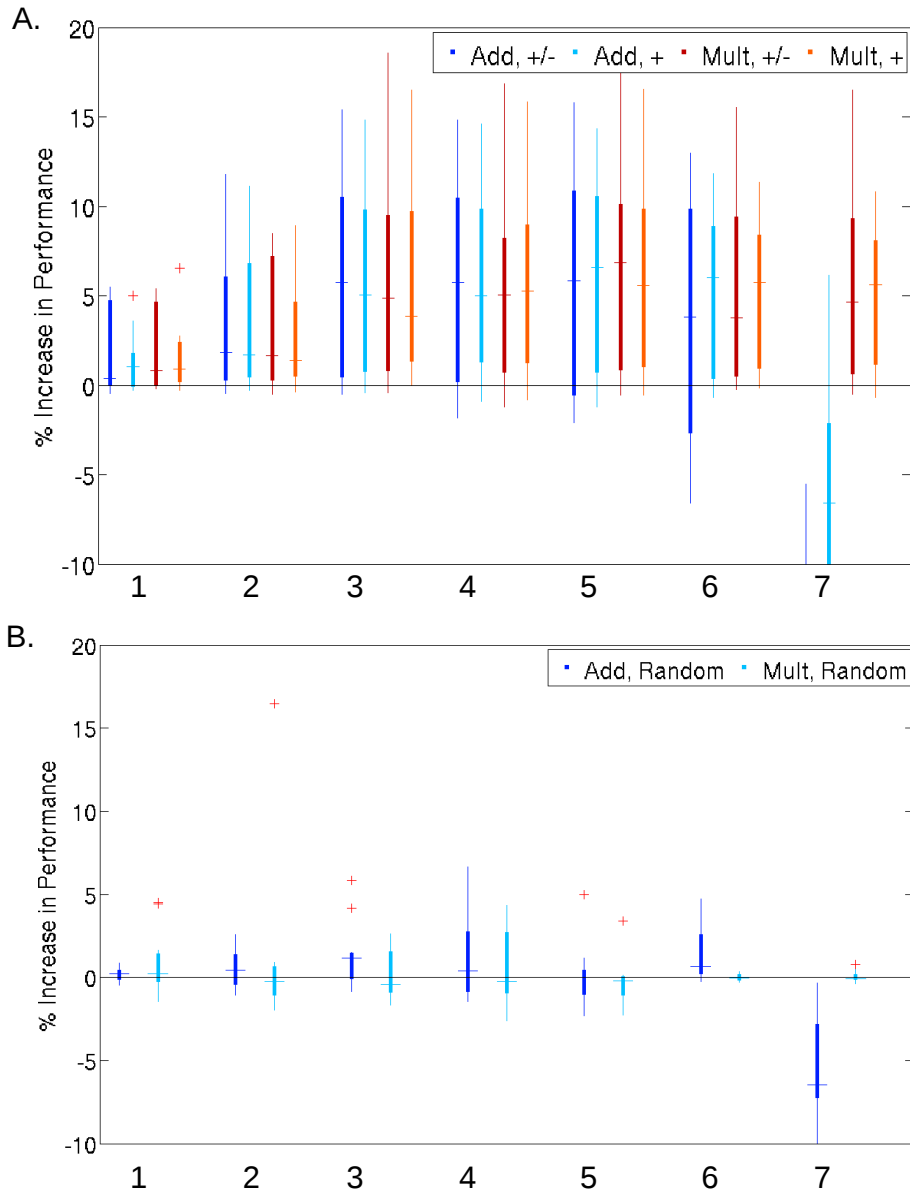 A.
20
Add, +/- Add, + Mult, +/- Mult, +
15
10
5
0
-5
-10
% Increase in Performance
1 2 3 4 5 6 7
B.
20
Add, Random Mult, Random
15
10
5
0
-5
-10
% Increase in Performance
1 2 3 4 5 6 7